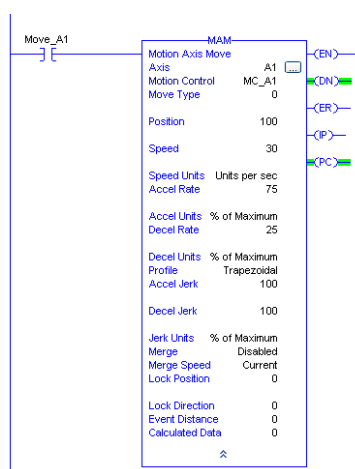 Move_A1
MAM
Motion Axis Move (EN)
Axis A1 ...
Motion Control MC_A1 (DN)
Move Type 0
(ER)
Position 100
(IP)
Speed 30
(PC)
Speed Units Units per sec
Accel Rate 75
Accel Units % of Maximum
Decel Rate 25
Decel Units % of Maximum
Profile Trapezoidal
Accel Jerk 100
Decel Jerk 100
Jerk Units % of Maximum
Merge Disabled
Merge Speed Current
Lock Position 0
Lock Direction 0
Event Distance 0
Calculated Data 0